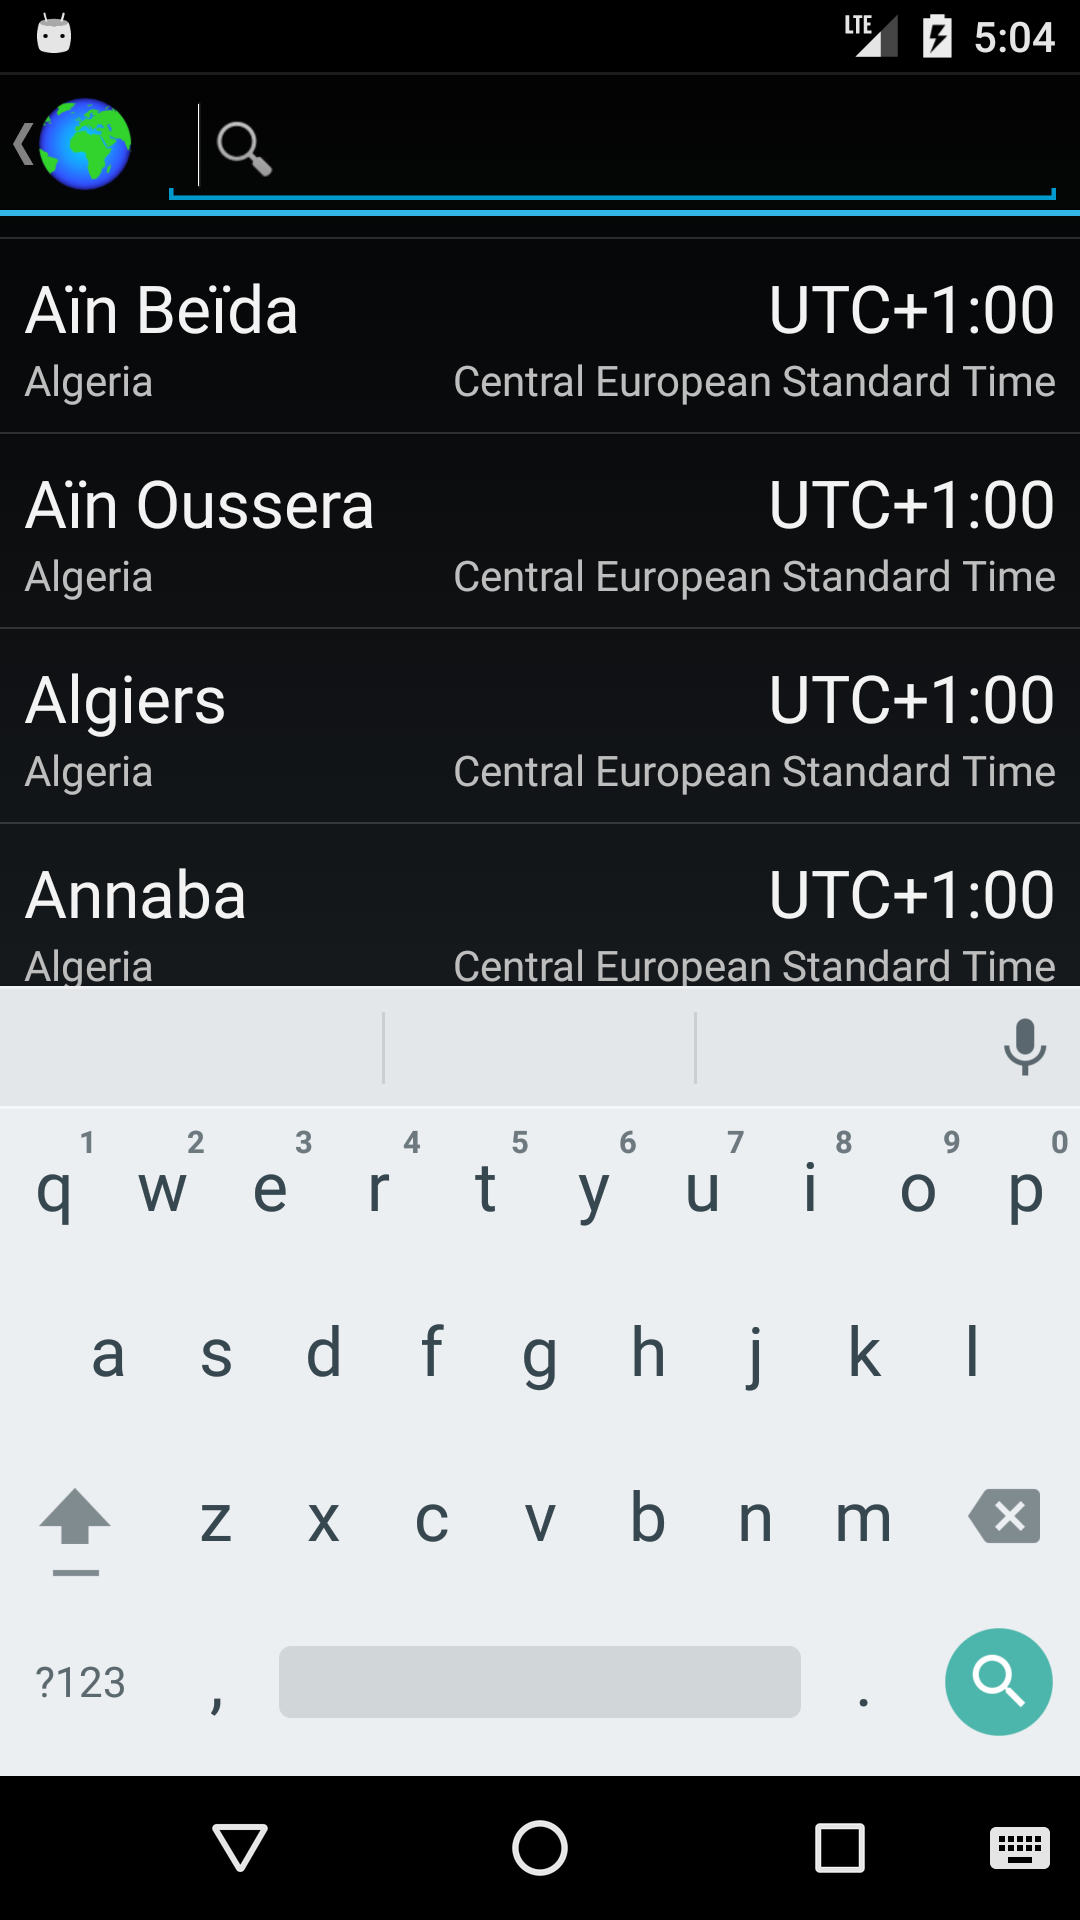 LTE 5:04
Aïn Beïda UTC+1:00
Algeria Central European Standard Time
Aïn Oussera UTC+1:00
Algeria Central European Standard Time
Algiers UTC+1:00
Algeria Central European Standard Time
Annaba UTC+1:00
Algeria Central European Standard Time
1 2 3 4 5 6 7 8 9 0
q w e r t y u i o p
a s d f g h j k l
z x c v b n m
?123 , .